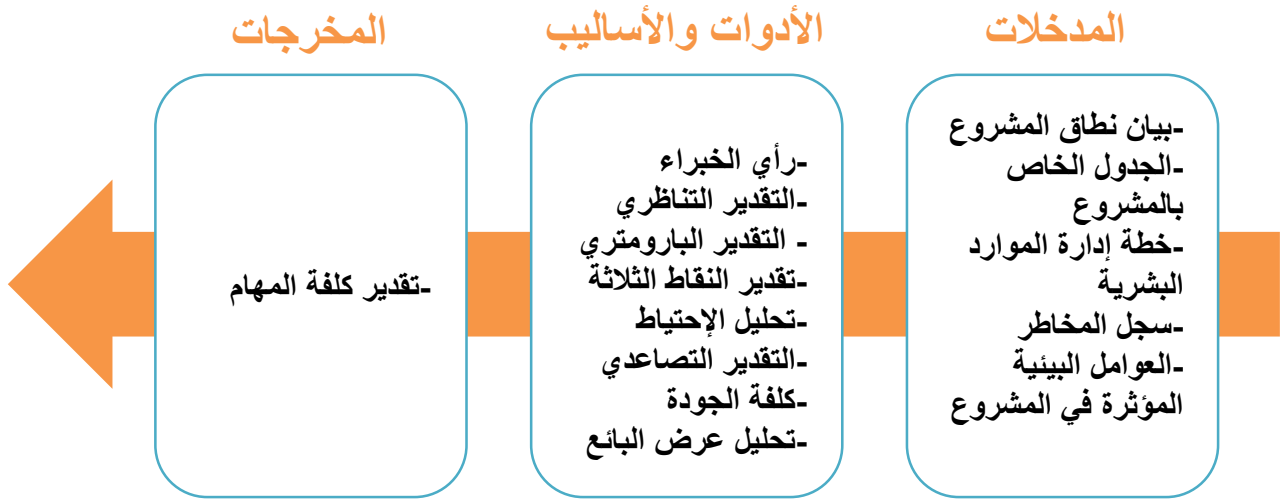 المدخلات
-بيان نطاق المشروع
-الجدول الخاص
بالمشروع
-خطة إدارة الموارد
البشرية
-سجل المخاطر
-العوامل البيئية
المؤثرة في المشروع
الأدوات والأساليب
-رأي الخبراء
-التقدير التناظري
- التقدير البارومتري
-تقدير النقاط الثلاثة
-تحليل الإحتياط
-التقدير التصاعدي
-كلفة الجودة
-تحليل عرض البائع
المخرجات
-تقدير كلفة المهام